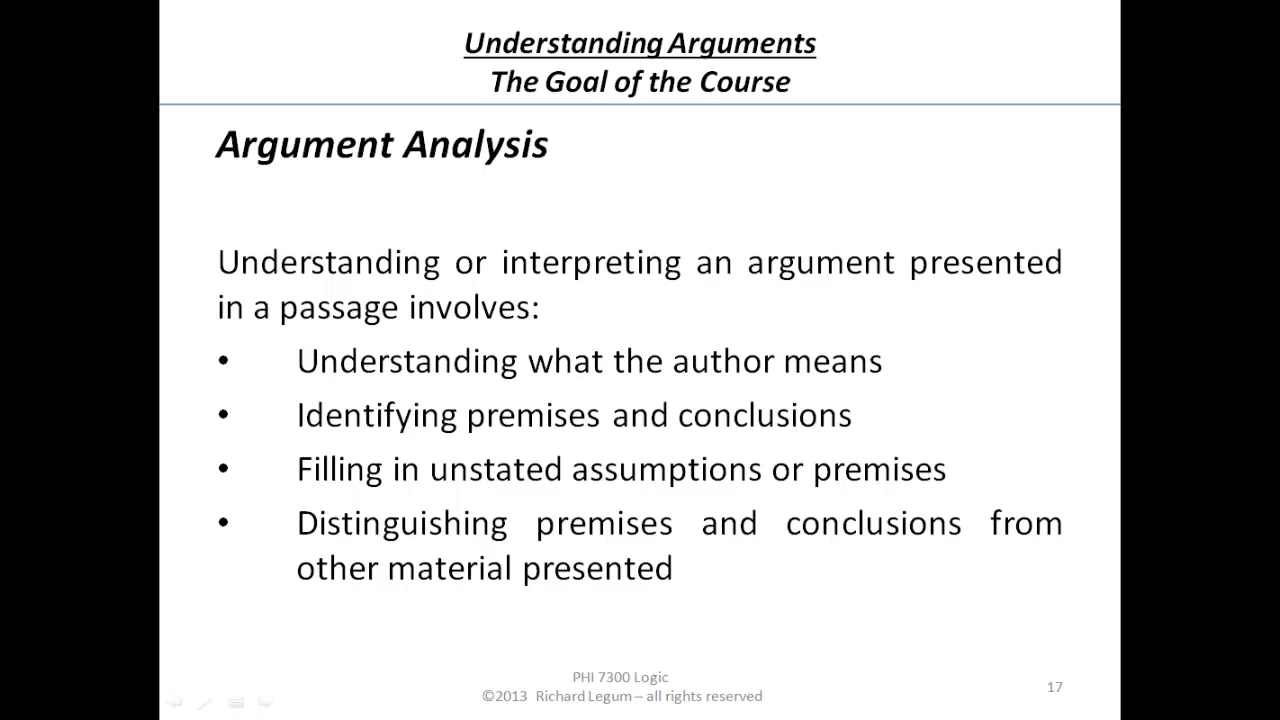 Understanding Arguments
The Goal of the Course
Argument Analysis
Understanding or interpreting an argument presented
in a passage involves:
• Understanding what the author means
• Identifying premises and conclusions
• Filling in unstated assumptions or premises
• Distinguishing premises and conclusions from
other material presented
PHI 7300 Logic
©2013 Richard Legum – all rights reserved
17